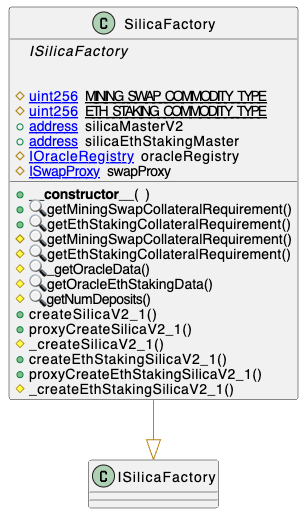 C SilicaFactory
ISilicaFactory
uint256 MINING_SWAP_COMMODITY_TYPE
uint256 ETH_STAKING_COMMODITY_TYPE
address silicaMasterV2
address silicaEthStakingMaster
IOracleRegistry oracleRegistry
ISwapProxy swapProxy
__constructor__( )
getMiningSwapCollateralRequirement()
getEthStakingCollateralRequirement()
getMiningSwapCollateralRequirement()
getEthStakingCollateralRequirement()
_getOracleData()
getOracleEthStakingData()
getNumDeposits()
createSilicaV2_1()
proxyCreateSilicaV2_1()
_createSilicaV2_1()
createEthStakingSilicaV2_1()
proxyCreateEthStakingSilicaV2_1()
_createEthStakingSilicaV2_1()
C ISilicaFactory